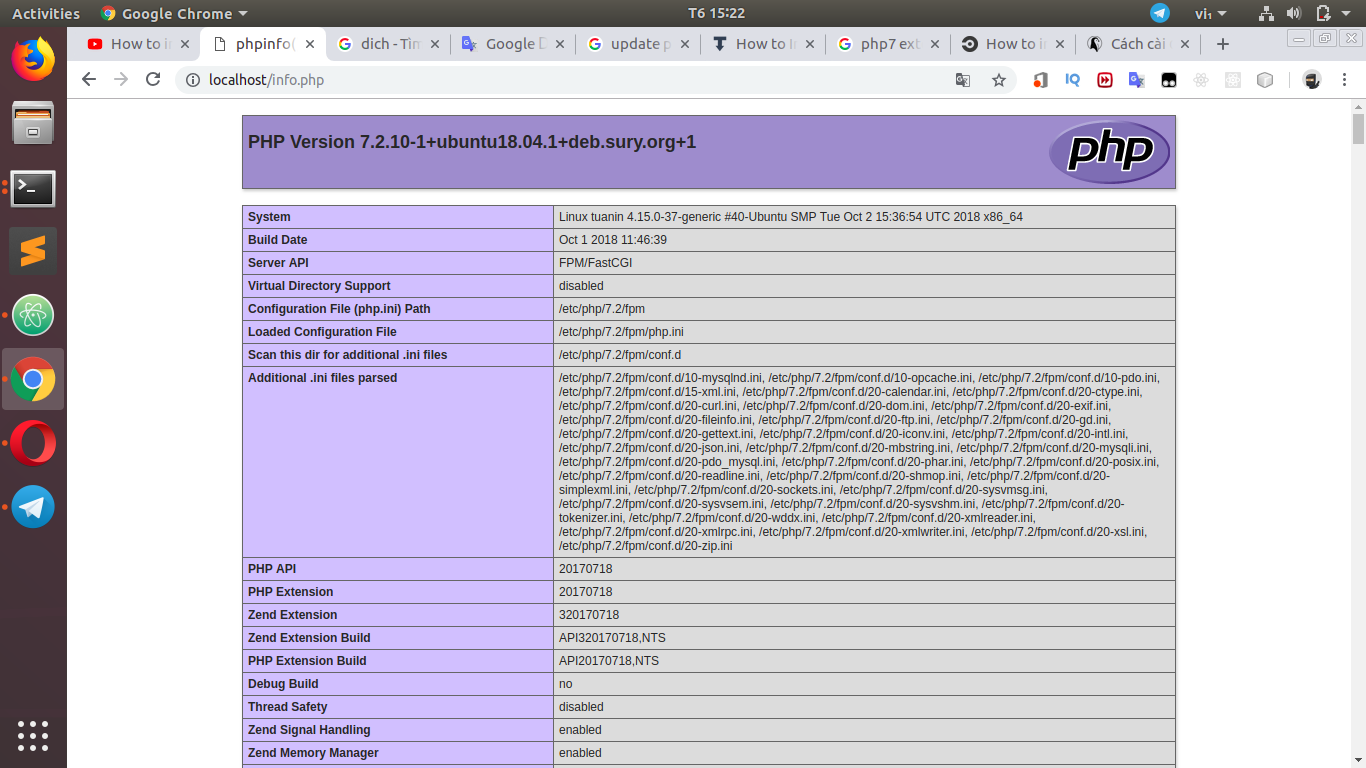 Activities Google Chrome T6 15:22 vi₁
How to in phpinfo( dich - Tìn Google D update p How to In php7 ext How to in Cách cài
localhost/info.php
PHP Version 7.2.10-1+ubuntu18.04.1+deb.sury.org+1 php
System Linux tuanin 4.15.0-37-generic #40-Ubuntu SMP Tue Oct 2 15:36:54 UTC 2018 x86_64
Build Date Oct 1 2018 11:46:39
Server API FPM/FastCGI
Virtual Directory Support disabled
Configuration File (php.ini) Path /etc/php/7.2/fpm
Loaded Configuration File /etc/php/7.2/fpm/php.ini
Scan this dir for additional .ini files /etc/php/7.2/fpm/conf.d
Additional .ini files parsed /etc/php/7.2/fpm/conf.d/10-mysqlnd.ini, /etc/php/7.2/fpm/conf.d/10-opcache.ini, /etc/php/7.2/fpm/conf.d/10-pdo.ini,
/etc/php/7.2/fpm/conf.d/15-xml.ini, /etc/php/7.2/fpm/conf.d/20-calendar.ini, /etc/php/7.2/fpm/conf.d/20-ctype.ini,
/etc/php/7.2/fpm/conf.d/20-curl.ini, /etc/php/7.2/fpm/conf.d/20-dom.ini, /etc/php/7.2/fpm/conf.d/20-exif.ini,
/etc/php/7.2/fpm/conf.d/20-fileinfo.ini, /etc/php/7.2/fpm/conf.d/20-ftp.ini, /etc/php/7.2/fpm/conf.d/20-gd.ini,
/etc/php/7.2/fpm/conf.d/20-gettext.ini, /etc/php/7.2/fpm/conf.d/20-iconv.ini, /etc/php/7.2/fpm/conf.d/20-intl.ini,
/etc/php/7.2/fpm/conf.d/20-json.ini, /etc/php/7.2/fpm/conf.d/20-mbstring.ini, /etc/php/7.2/fpm/conf.d/20-mysqli.ini,
/etc/php/7.2/fpm/conf.d/20-pdo_mysql.ini, /etc/php/7.2/fpm/conf.d/20-phar.ini, /etc/php/7.2/fpm/conf.d/20-posix.ini,
/etc/php/7.2/fpm/conf.d/20-readline.ini, /etc/php/7.2/fpm/conf.d/20-shmop.ini, /etc/php/7.2/fpm/conf.d/20-
simplexml.ini, /etc/php/7.2/fpm/conf.d/20-sockets.ini, /etc/php/7.2/fpm/conf.d/20-sysvmsg.ini,
/etc/php/7.2/fpm/conf.d/20-sysvsem.ini, /etc/php/7.2/fpm/conf.d/20-sysvshm.ini, /etc/php/7.2/fpm/conf.d/20-
tokenizer.ini, /etc/php/7.2/fpm/conf.d/20-wddx.ini, /etc/php/7.2/fpm/conf.d/20-xmlreader.ini,
/etc/php/7.2/fpm/conf.d/20-xmlrpc.ini, /etc/php/7.2/fpm/conf.d/20-xmlwriter.ini, /etc/php/7.2/fpm/conf.d/20-xsl.ini,
/etc/php/7.2/fpm/conf.d/20-zip.ini
PHP API 20170718
PHP Extension 20170718
Zend Extension 320170718
Zend Extension Build API320170718,NTS
PHP Extension Build API20170718,NTS
Debug Build no
Thread Safety disabled
Zend Signal Handling enabled
Zend Memory Manager enabled